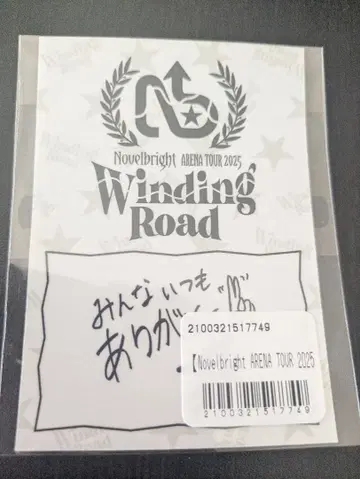 Novelbright ARENA TOUR 2025
Winding
Road
みんないつも
ありが
2100321517749
【Novelbright ARENA TOUR 2025
2100321517749